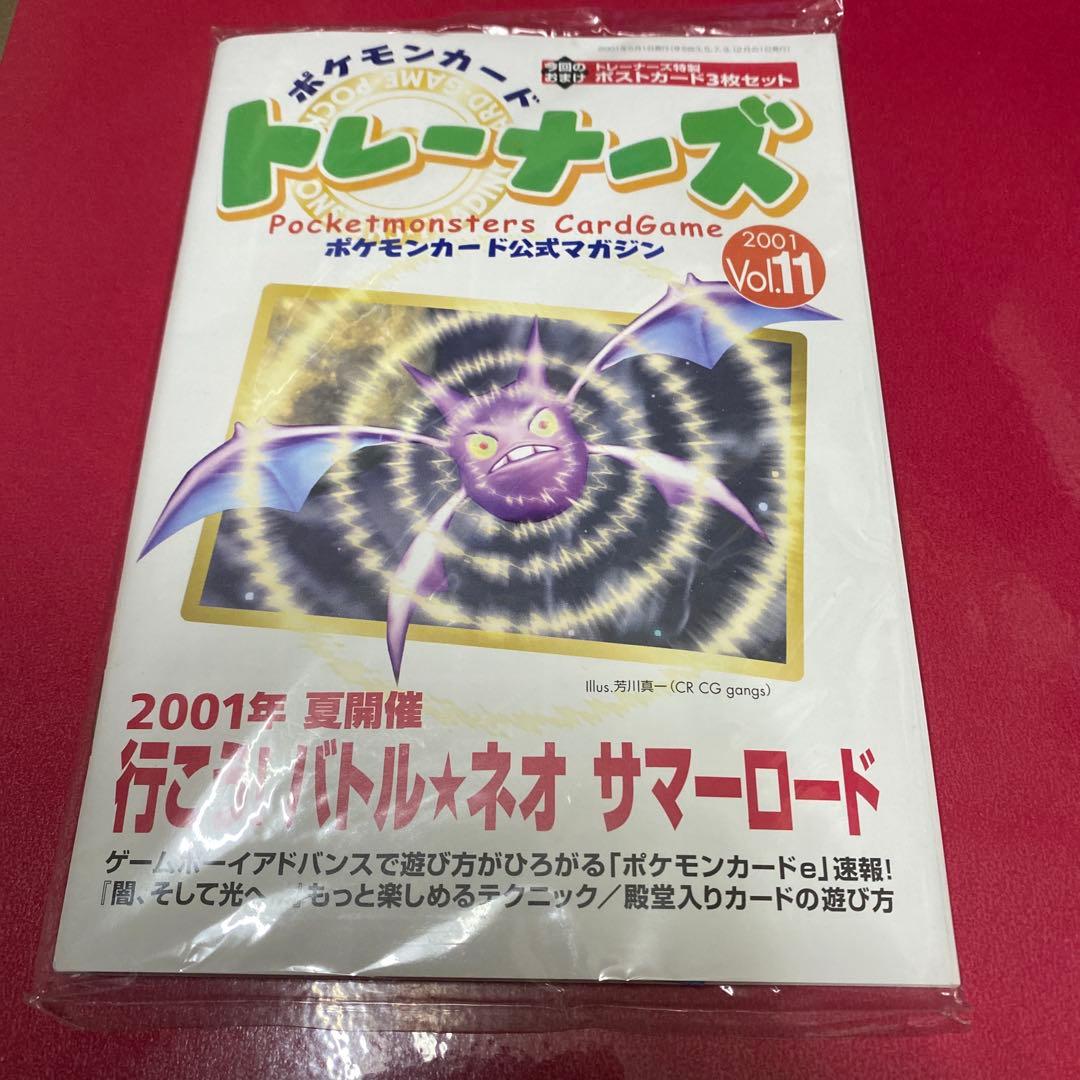 2001年6月1日発行(年6回3、5、7、9、12月の1日発行)
今回の
おまけ
トレーナーズ特製
ポストカード3枚セット
ポケモンカード
トレーナーズ
Pocketmonsters CardGame
ポケモンカード公式マガジン
2001
Vol.11
Illus.芳川真一(CR CG gangs)
2001年 夏開催
行こう!バトル★ネオ サマーロード
ゲームボーイアドバンスで遊び方がひろがる「ポケモンカードe」速報!
『闇、そして光へ…』もっと楽しめるテクニック/殿堂入りカードの遊び方